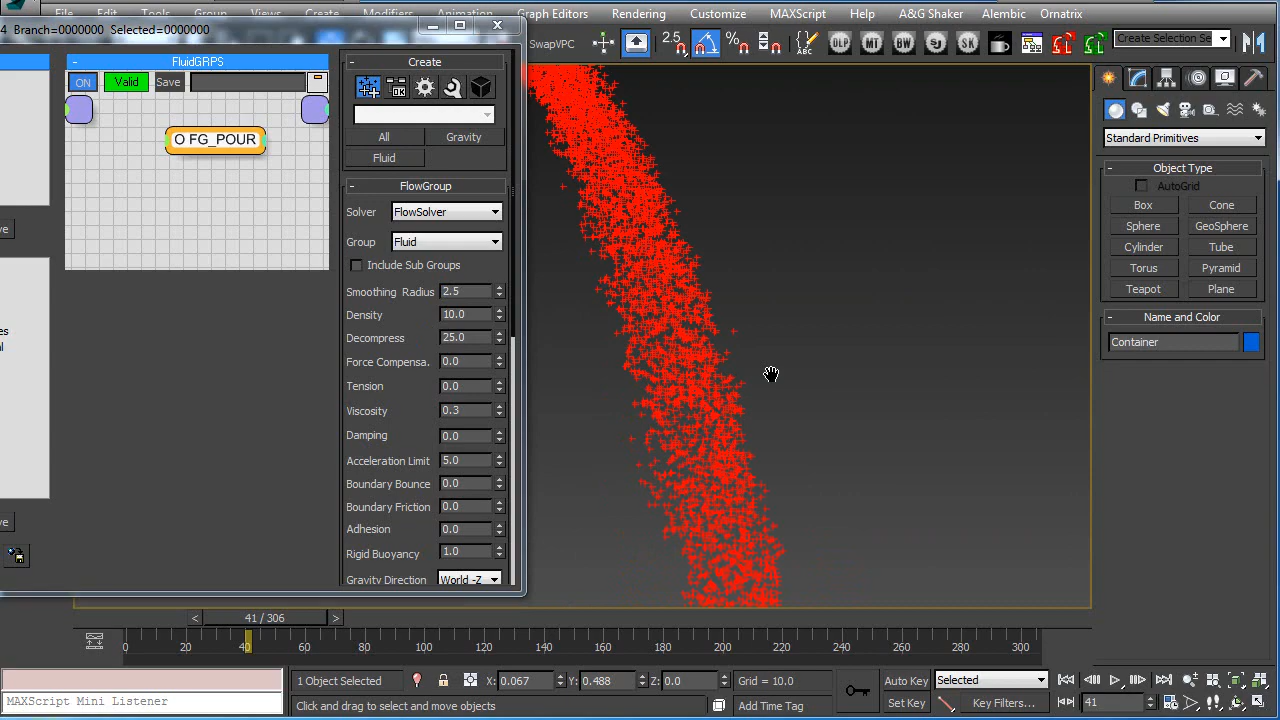 Graph Editors Rendering Customize MAXScript Help A&G Shaker Alembic Ornatrix
4 Branch=0000000 Selected=0000000
SwapVPC 2.5 % ABC DLP MT BW SJ SK Create Selection Se
- FluidGRPS
ON Valid Save
O FG_POUR
- Create
All Gravity
Fluid
- FlowGroup
Solver FlowSolver
Group Fluid
Include Sub Groups
Smoothing Radius 2.5
Density 10.0
Decompress 25.0
Force Compensa. 0.0
Tension 0.0
Viscosity 0.3
Damping 0.0
Acceleration Limit 5.0
Boundary Bounce 0.0
Boundary Friction 0.0
Adhesion 0.0
Rigid Buoyancy 1.0
Gravity Direction World -Z
Standard Primitives
- Object Type
AutoGrid
Box Cone
Sphere GeoSphere
Cylinder Tube
Torus Pyramid
Teapot Plane
- Name and Color
Container
< 41 / 306 >
0 20 40 60 80 100 120 140 160 180 200 220 240 260 280 300
1 Object Selected X: 0.067 Y: 0.488 Z: 0.0 Grid = 10.0 Auto Key Selected
MAXScript Mini Listener Click and drag to select and move objects Add Time Tag Set Key Key Filters... 41